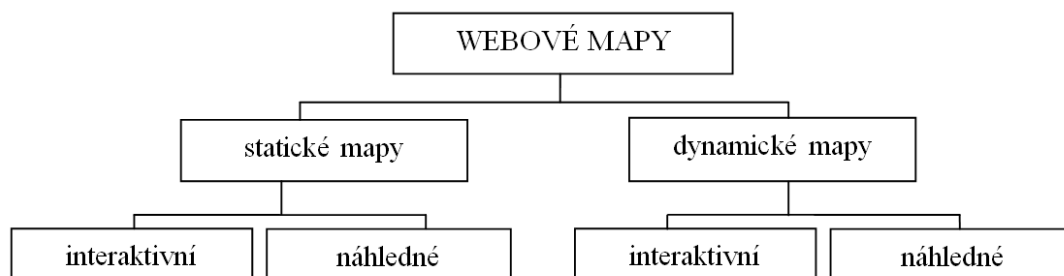 WEBOVÉ MAPY
statické mapy
dynamické mapy
interaktivní
náhledné
interaktivní
náhledné